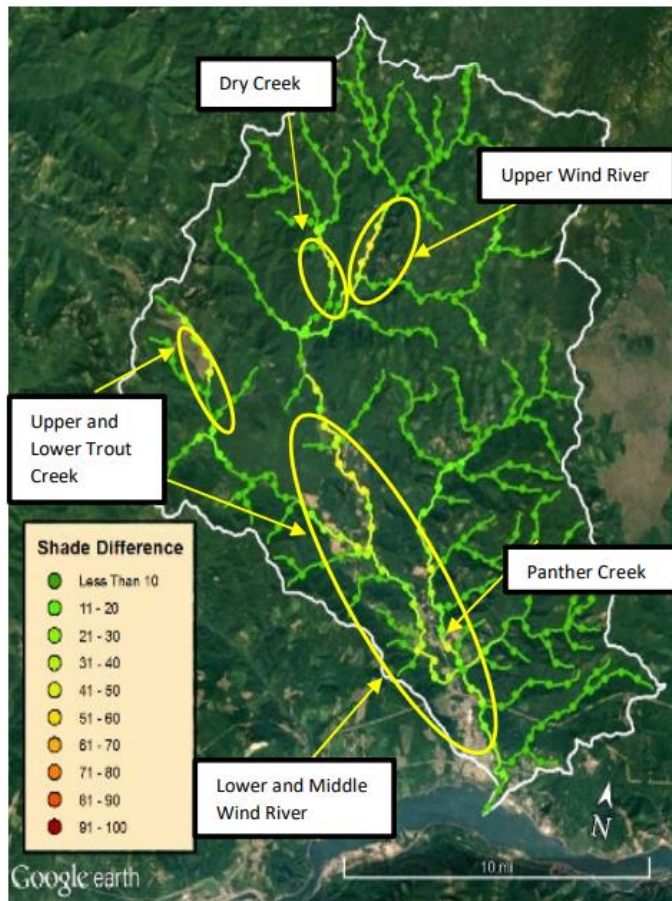 Dry Creek
Upper Wind River
Upper and
Lower Trout
Creek
Shade Difference
Less Than 10
11 - 20
21 - 30
31 - 40
41 - 50
51 - 60
61 - 70
71 - 80
81 - 90
91 - 100
Panther Creek
Lower and Middle
Wind River
N
10 mi
Google earth